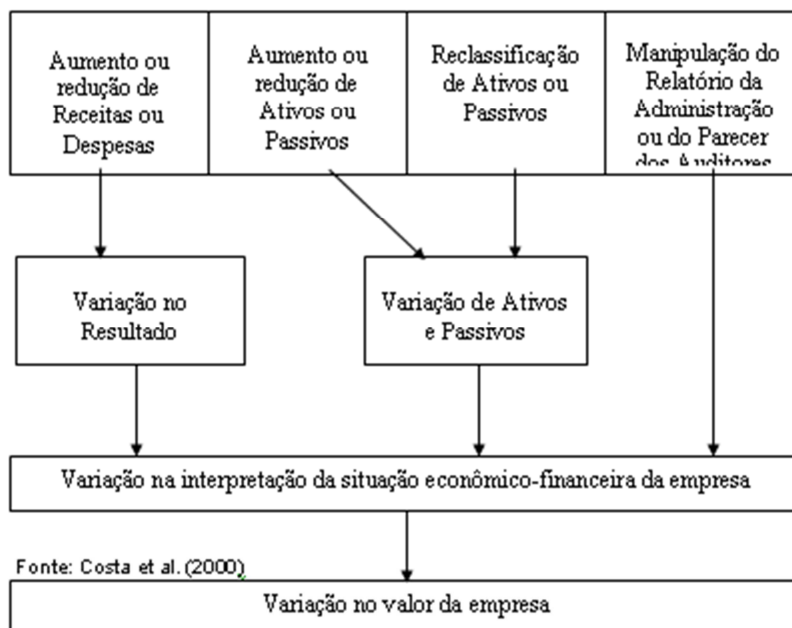 Aumento ou
redução de
Receitas ou
Despesas
Aumento ou
redução de
Ativos ou
Passivos
Reclassificação
de Ativos ou
Passivos
Manipulação do
Relatório da
Administração
ou do Parecer
dos Auditores
Variação no
Resultado
Variação de Ativos
e Passivos
Variação na interpretação da situação econômico-financeira da empresa
Fonte: Costa et al. (2000)
Variação no valor da empresa